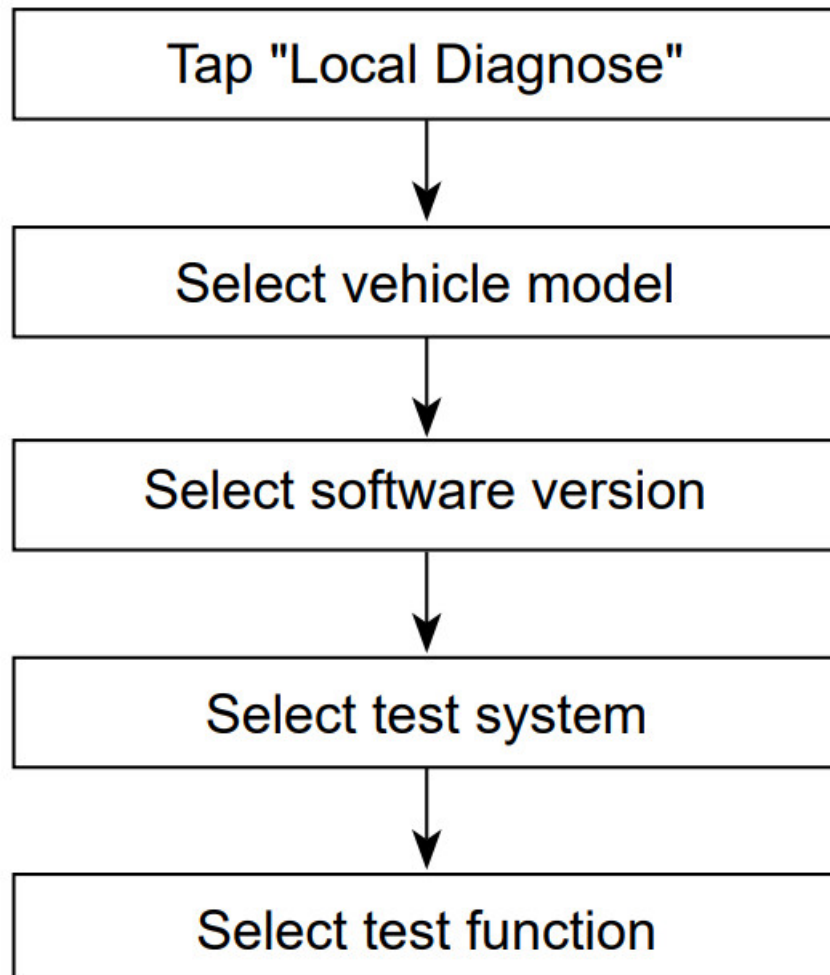 Tap "Local Diagnose"
Select vehicle model
Select software version
Select test system
Select test function